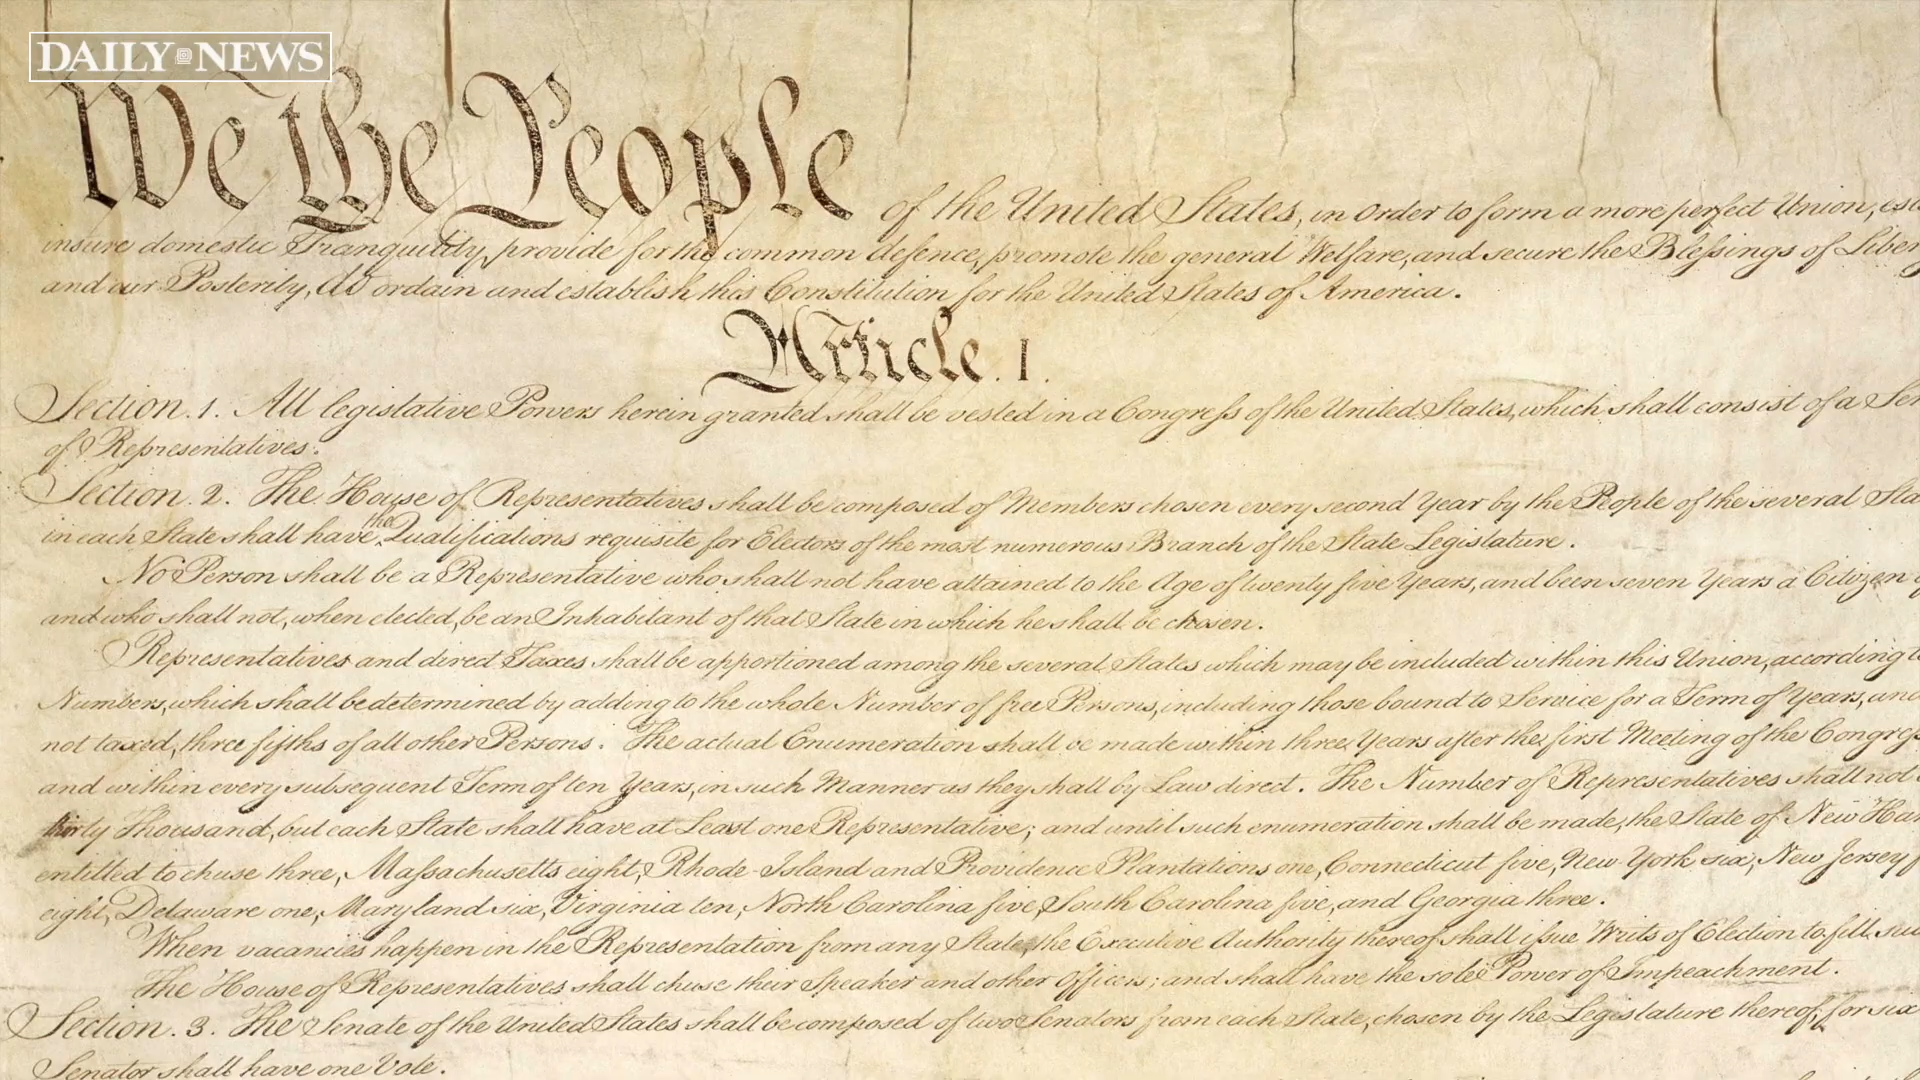 DAILY NEWS
We the People of the United States, in Order to form a more perfect Union, est
insure domestic Tranquility, provide for the common defence, promote the general Welfare, and secure the Blessings of Liber
and our Posterity, do ordain and establish this Constitution for the United States of America.
Article. I.
Section. 1. All legislative Powers herein granted shall be vested in a Congress of the United States, which shall consist of a Sen
of Representatives.
Section. 2. The House of Representatives shall be composed of Members chosen every second Year by the People of the several Sta
in each State shall have the Qualifications requisite for Electors of the most numerous Branch of the State Legislature.
No Person shall be a Representative who shall not have attained to the Age of twenty five Years, and been seven Years a Citizen
and who shall not, when elected, be an Inhabitant of that State in which he shall be chosen.
Representatives and direct Taxes shall be apportioned among the several States which may be included within this Union, according to
Numbers, which shall be determined by adding to the whole Number of free Persons, including those bound to Service for a Term of Years, and
not taxed, three fifths of all other Persons. The actual Enumeration shall be made within three Years after the first Meeting of the Congres
and within every subsequent Term of ten Years, in such Manner as they shall by Law direct. The Number of Representatives shall not
thirty Thousand, but each State shall have at Least one Representative; and until such enumeration shall be made, the State of New Ham
entitled to chuse three, Massachusetts eight, Rhode-Island and Providence Plantations one, Connecticut five, New-York six, New Jersey f
eight, Delaware one, Maryland six, Virginia ten, North Carolina five, South Carolina five, and Georgia three.
When vacancies happen in the Representation from any State, the Executive Authority thereof shall issue Writs of Election to fill suc
The House of Representatives shall chuse their Speaker and other Officers; and shall have the sole Power of Impeachment.
Section. 3. The Senate of the United States shall be composed of two Senators from each State, chosen by the Legislature thereof, for six
Senator shall have one Vote.